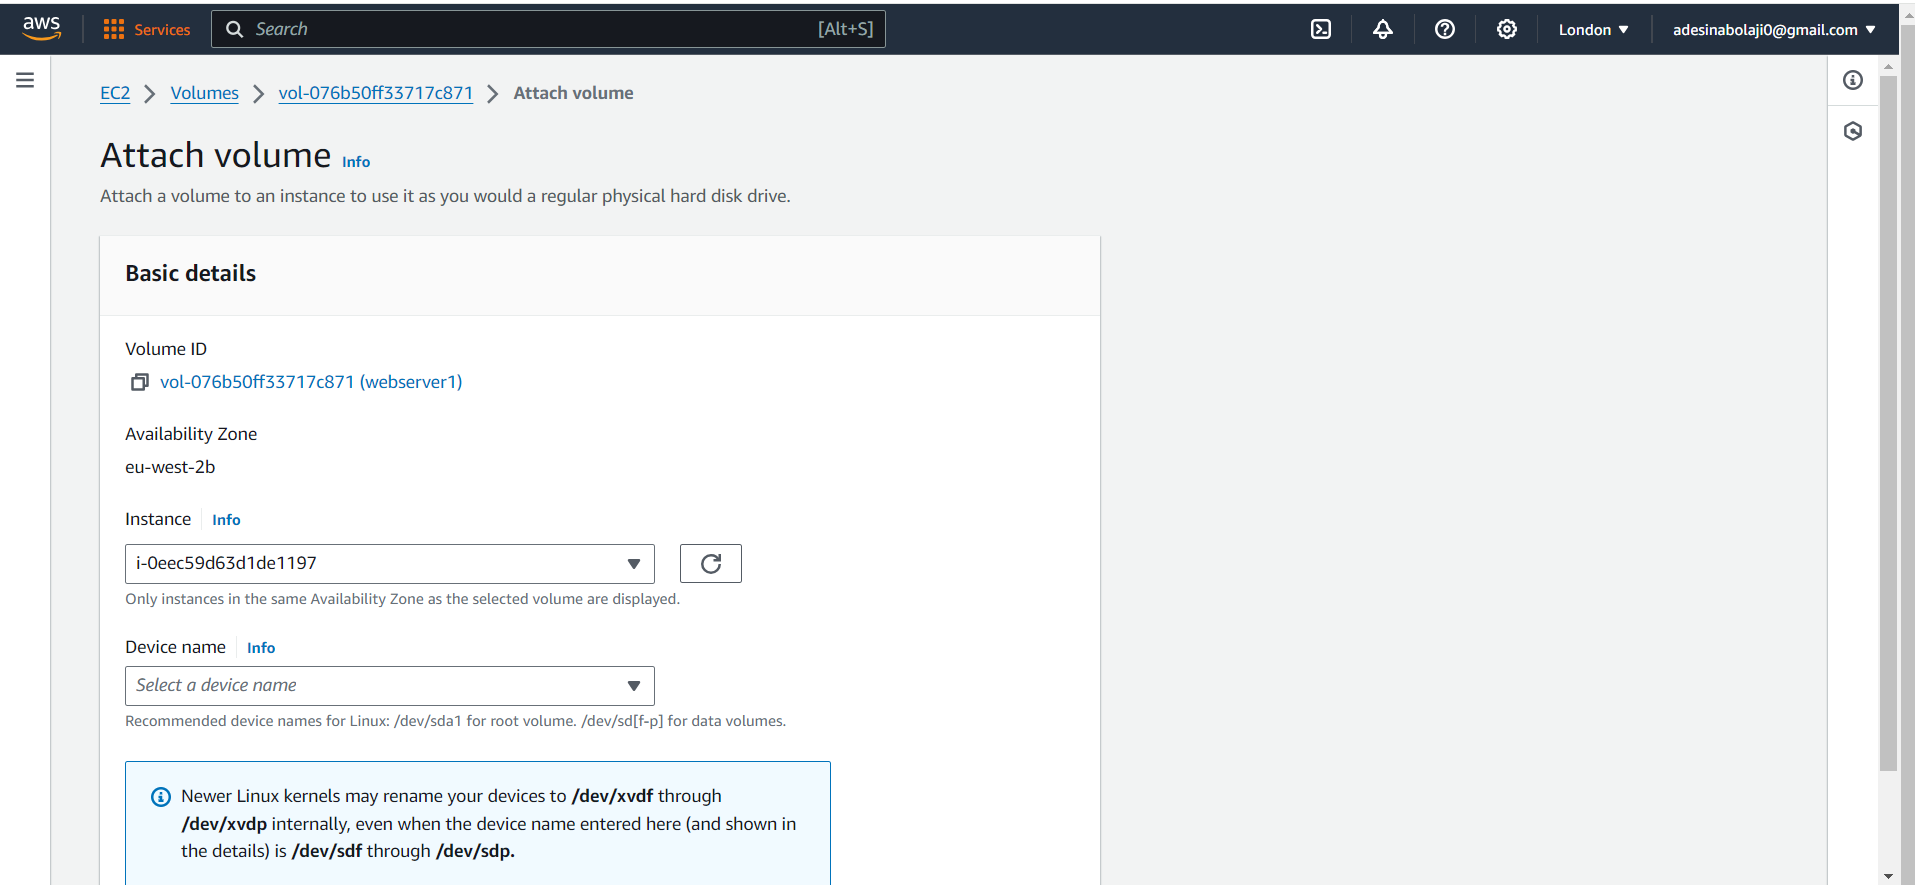 aws Services Search [Alt+S] London adesinabolaji0@gmail.com
EC2 Volumes vol-076b50ff33717c871 Attach volume
Attach volume Info
Attach a volume to an instance to use it as you would a regular physical hard disk drive.
Basic details
Volume ID
vol-076b50ff33717c871 (webserver1)
Availability Zone
eu-west-2b
Instance Info
i-0eec59d63d1de1197
Only instances in the same Availability Zone as the selected volume are displayed.
Device name Info
Select a device name
Recommended device names for Linux: /dev/sda1 for root volume. /dev/sd[f-p] for data volumes.
Newer Linux kernels may rename your devices to /dev/xvdf through
/dev/xvdp internally, even when the device name entered here (and shown in
the details) is /dev/sdf through /dev/sdp.